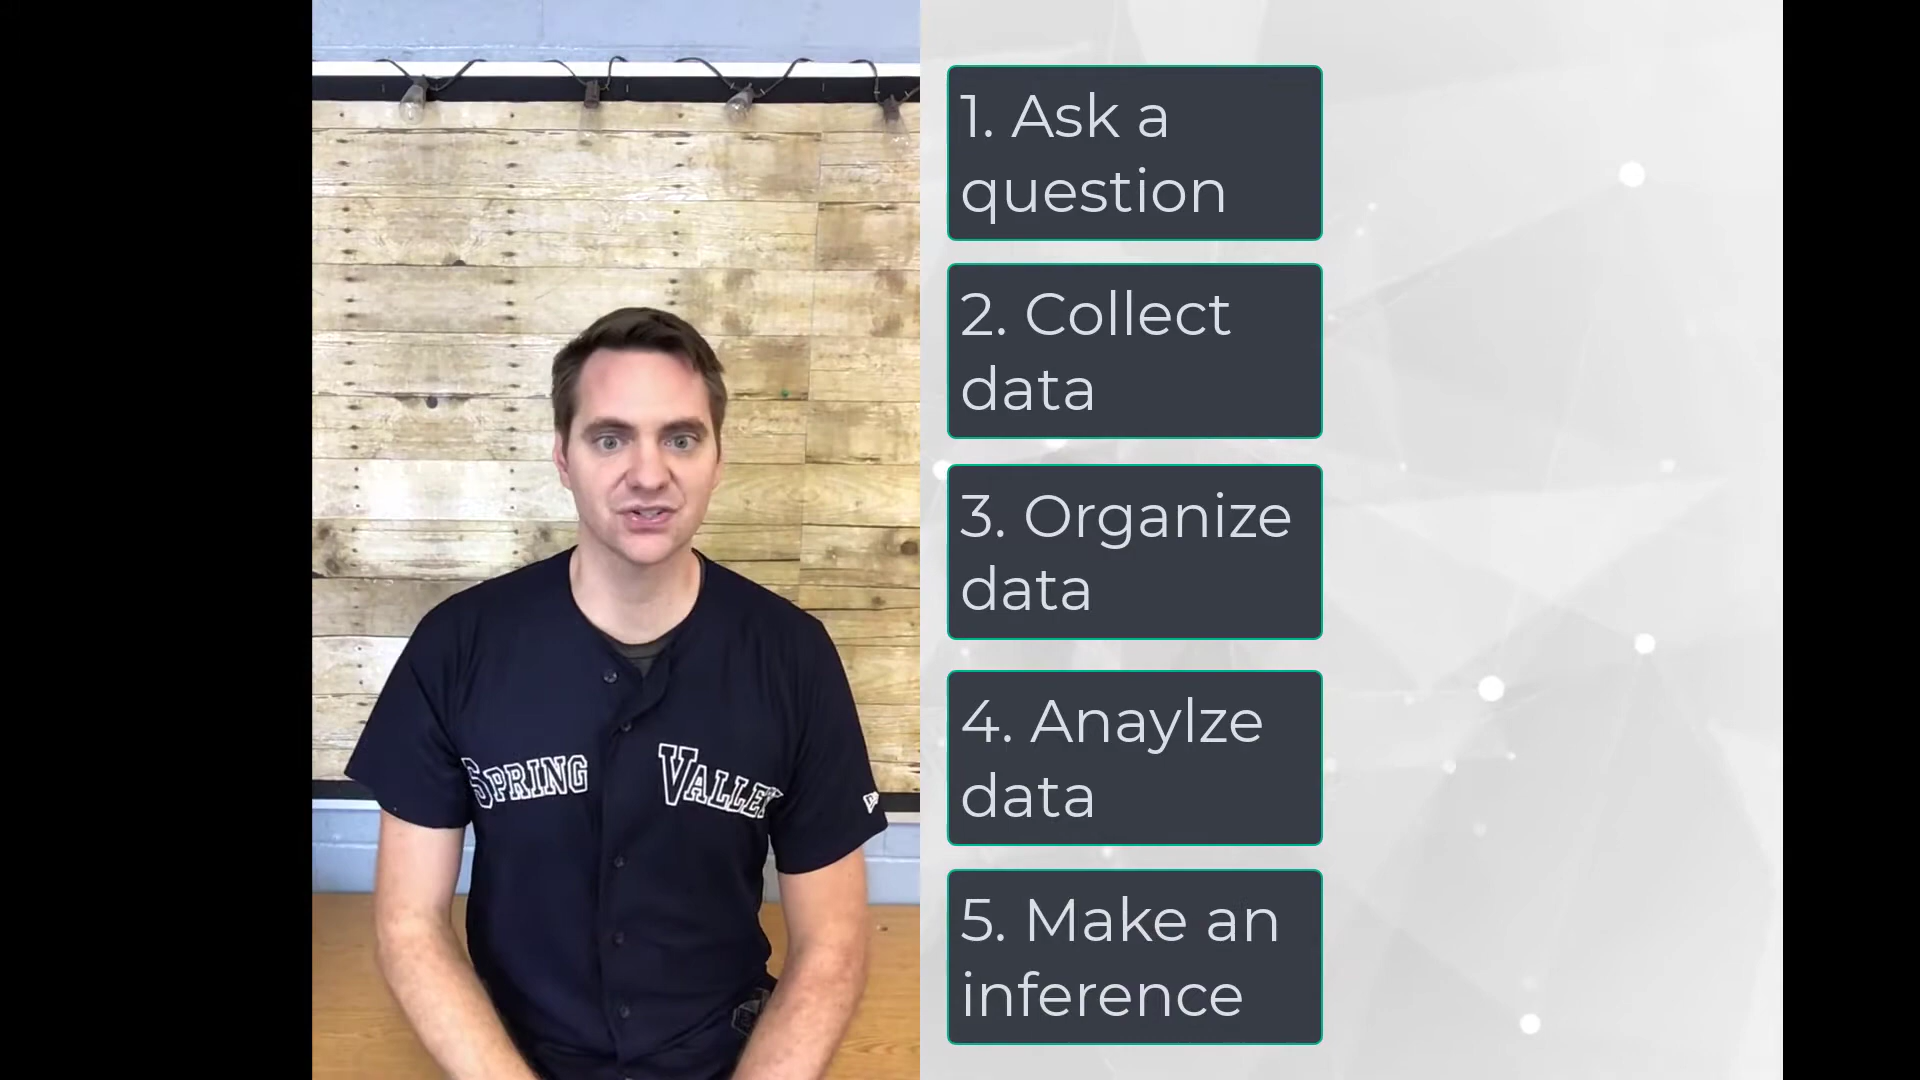 1. Ask a
question
2. Collect
data
3. Organize
data
4. Anaylze
data
5. Make an
inference
SPRING VALLEY